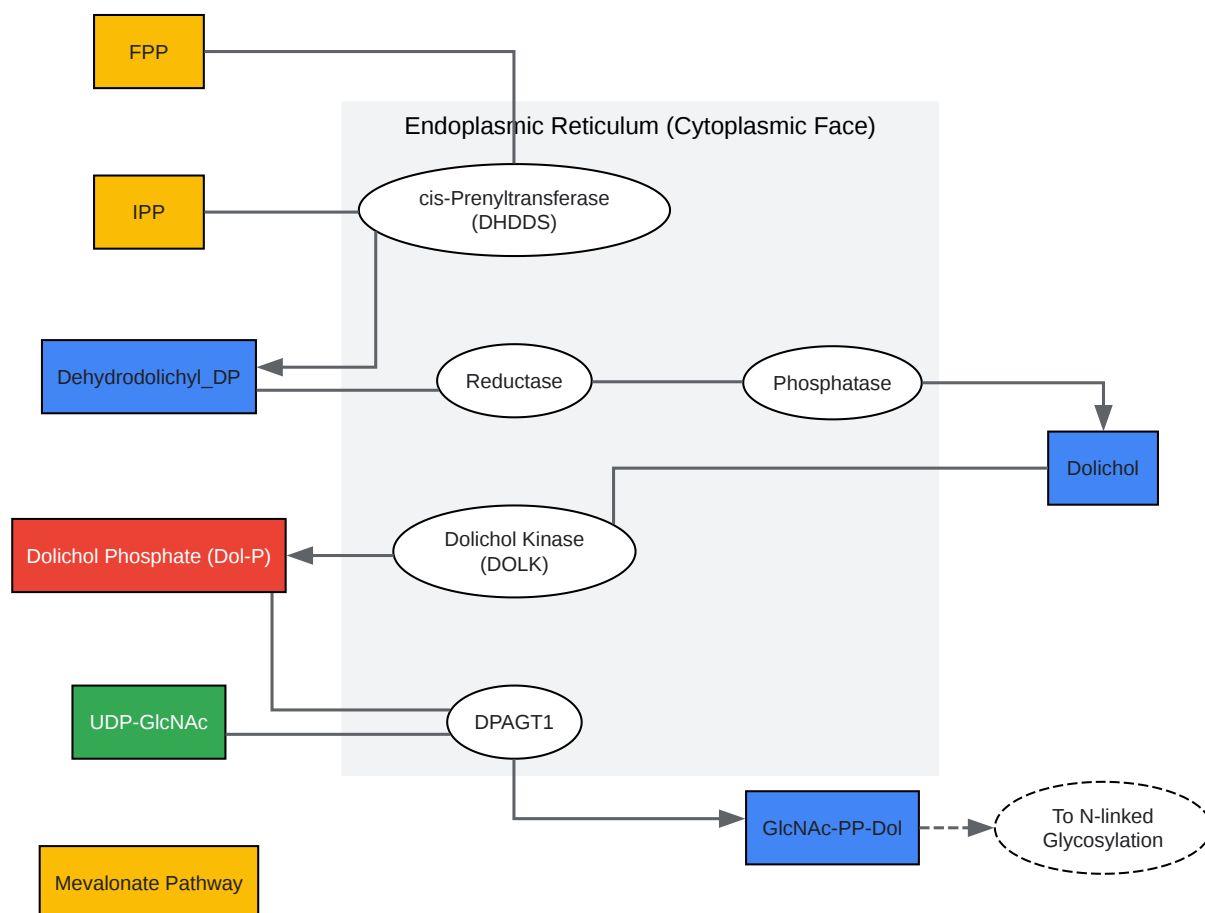 FPP
Endoplasmic Reticulum (Cytoplasmic Face)
IPP
cis-Prenyltransferase
(DHDDS)
Dehydrodolichyl_DP
Reductase
Phosphatase
Dolichol
Dolichol Phosphate (Dol-P)
Dolichol Kinase
(DOLK)
UDP-GlcNAc
DPAGT1
GlcNAc-PP-Dol
To N-linked
Glycosylation
Mevalonate Pathway